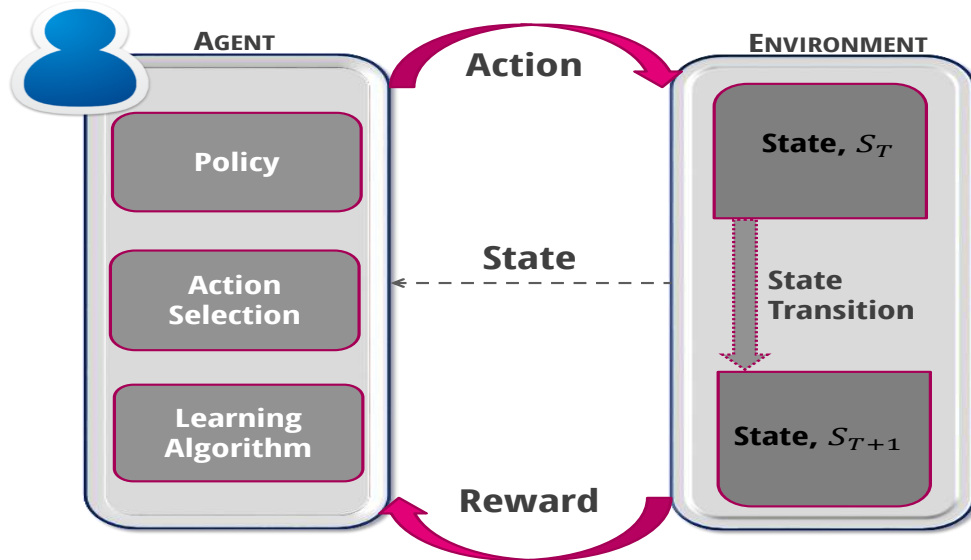 AGENT
Policy
Action
Selection
Learning
Algorithm
Action
State
Reward
ENVIRONMENT
State, S_T
State
Transition
State, S_{T+1}